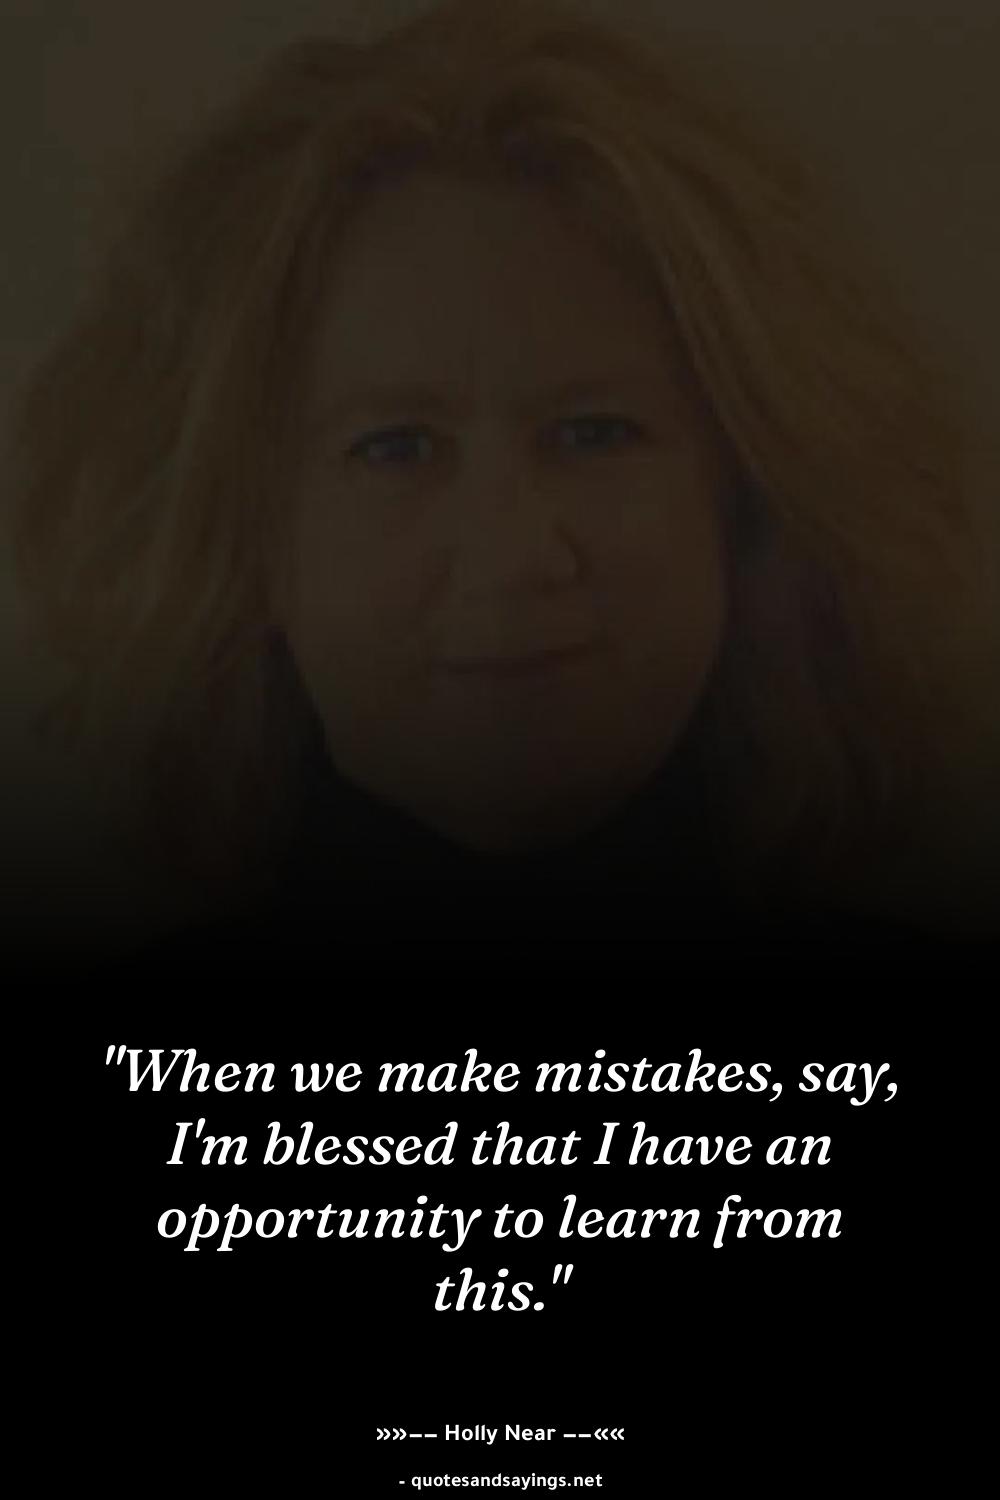 "When we make mistakes, say,
I'm blessed that I have an
opportunity to learn from
this."
»»–– Holly Near ––««
- quotesandsayings.net